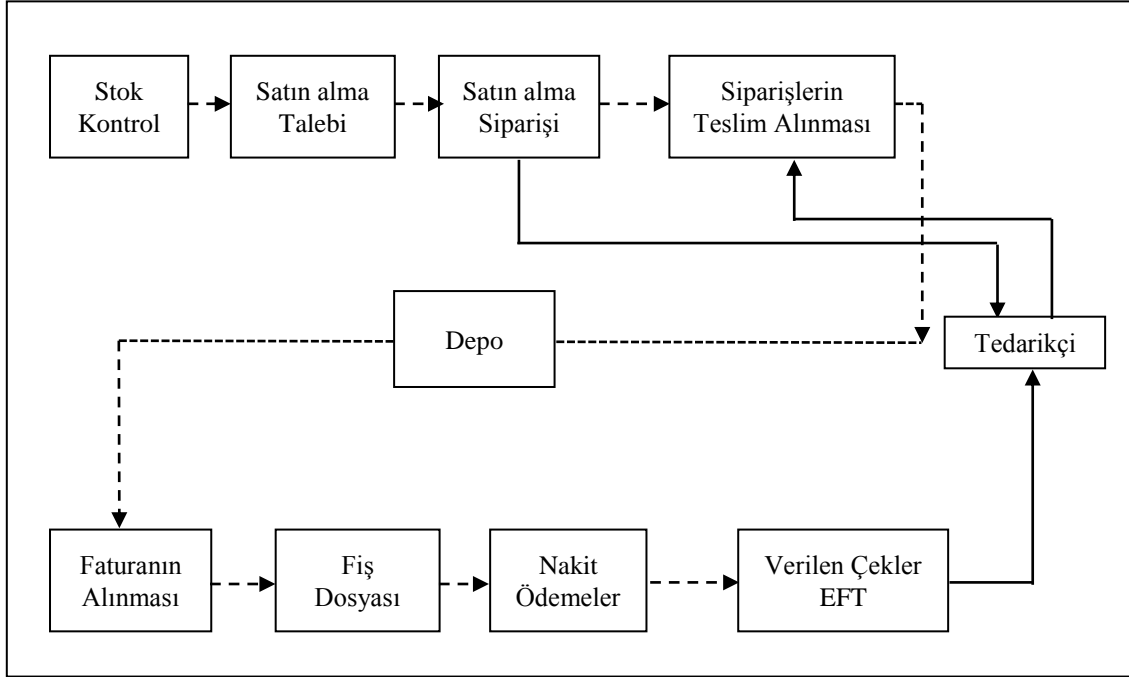 Stok
Kontrol
Satın alma
Talebi
Satın alma
Siparişi
Siparişlerin
Teslim Alınması
Depo
Tedarikçi
Faturanın
Alınması
Fiş
Dosyası
Nakit
Ödemeler
Verilen Çekler
EFT